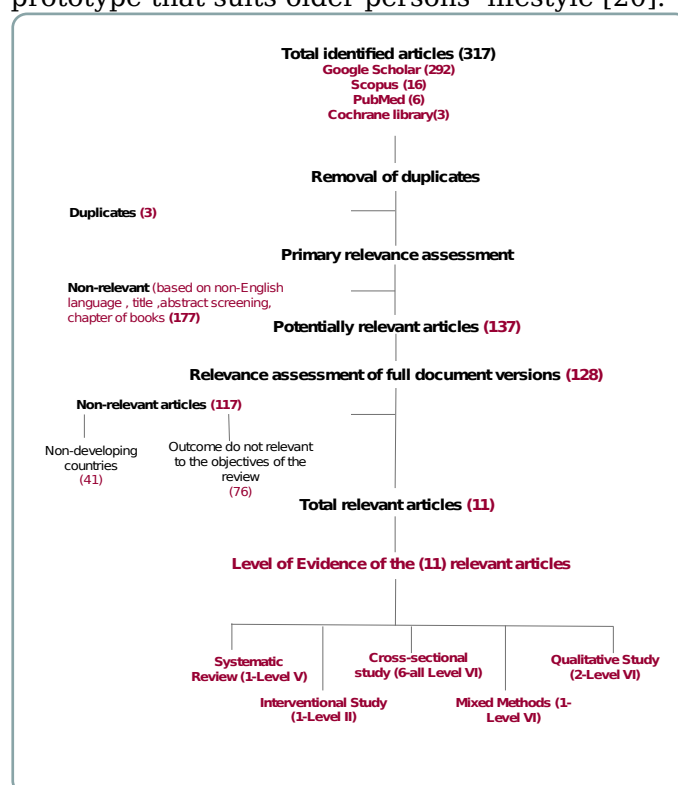 prototype that suits older persons' lifestyle [20].
Total identified articles (317)
Google Scholar (292)
Scopus (16)
PubMed (6)
Cochrane library(3)
Removal of duplicates
Duplicates (3)
Primary relevance assessment
Non-relevant (based on non-English
language , title ,abstract screening,
chapter of books (177)
Potentially relevant articles (137)
Relevance assessment of full document versions (128)
Non-relevant articles (117)
Non-developing
countries
(41)
Outcome do not relevant
to the objectives of the
review
(76)
Total relevant articles (11)
Level of Evidence of the (11) relevant articles
Systematic
Review (1-Level V)
Interventional Study
(1-Level II)
Cross-sectional
study (6-all Level VI)
Mixed Methods (1-
Level VI)
Qualitative Study
(2-Level VI)